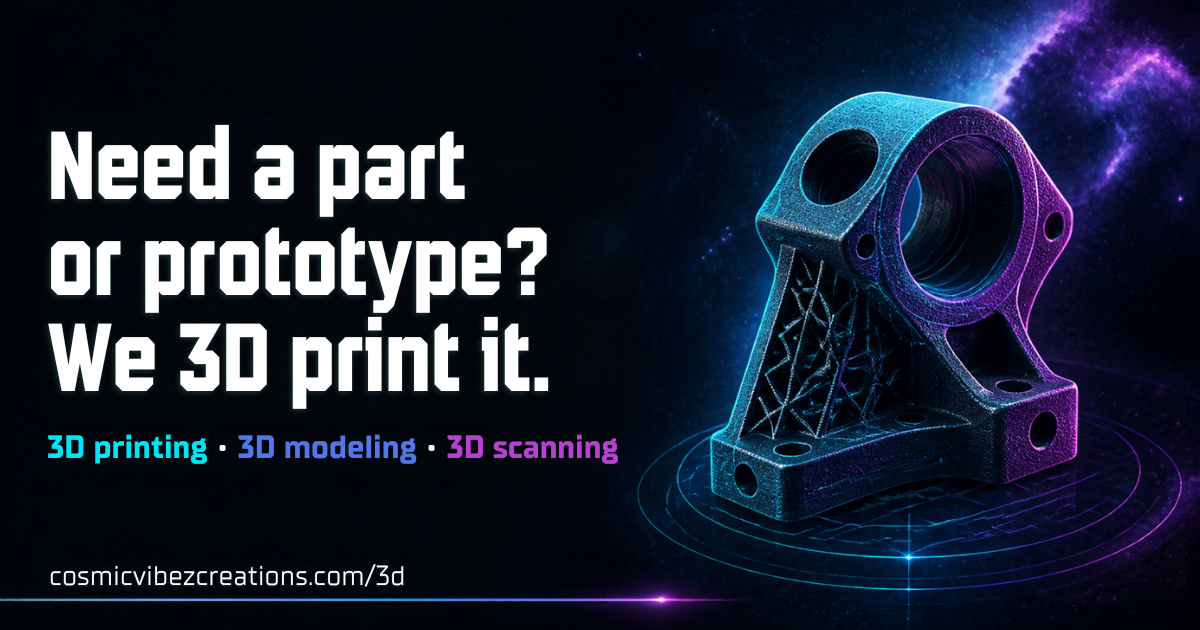 Need a part
or prototype?
We 3D print it.
3D printing · 3D modeling · 3D scanning
cosmicvibezcreations.com/3d